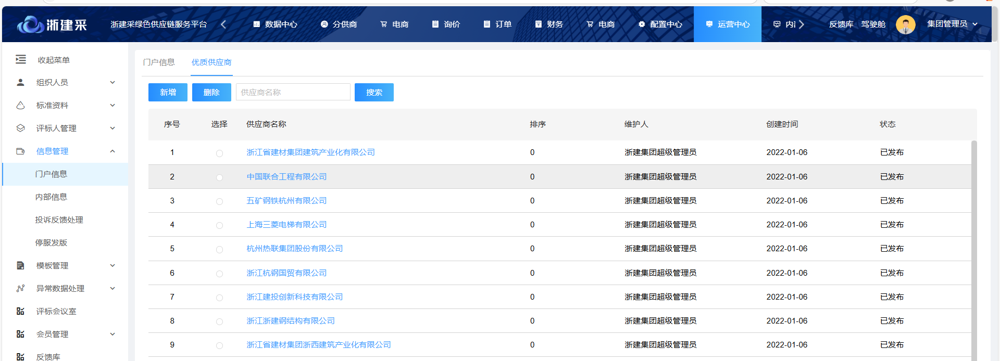 浙建采 浙建采绿色供应链服务平台 数据中心 分供商 电商 询价 订单 财务 电商 配置中心 运营中心 反馈库 驾驶舱 集团管理员
收起菜单
组织人员
标准资料
评标人管理
信息管理
门户信息
内部信息
投诉反馈处理
停服发版
模板管理
异常数据处理
评标会议室
会员管理
反馈库
门户信息 优质供应商
新增 删除 供应商名称 搜索
序号 选择 供应商名称 排序 维护人 创建时间 状态
1 浙江省建材集团建筑产业化有限公司 0 浙建集团超级管理员 2022-01-06 已发布
2 中国联合工程有限公司 0 浙建集团超级管理员 2022-01-06 已发布
3 五矿钢铁杭州有限公司 0 浙建集团超级管理员 2022-01-06 已发布
4 上海三菱电梯有限公司 0 浙建集团超级管理员 2022-01-06 已发布
5 杭州热联集团股份有限公司 0 浙建集团超级管理员 2022-01-06 已发布
6 浙江杭钢国贸有限公司 0 浙建集团超级管理员 2022-01-06 已发布
7 浙江建投创新科技有限公司 0 浙建集团超级管理员 2022-01-06 已发布
8 浙江浙建钢结构有限公司 0 浙建集团超级管理员 2022-01-06 已发布
9 浙江省建材集团浙西建筑产业化有限公司 0 浙建集团超级管理员 2022-01-06 已发布